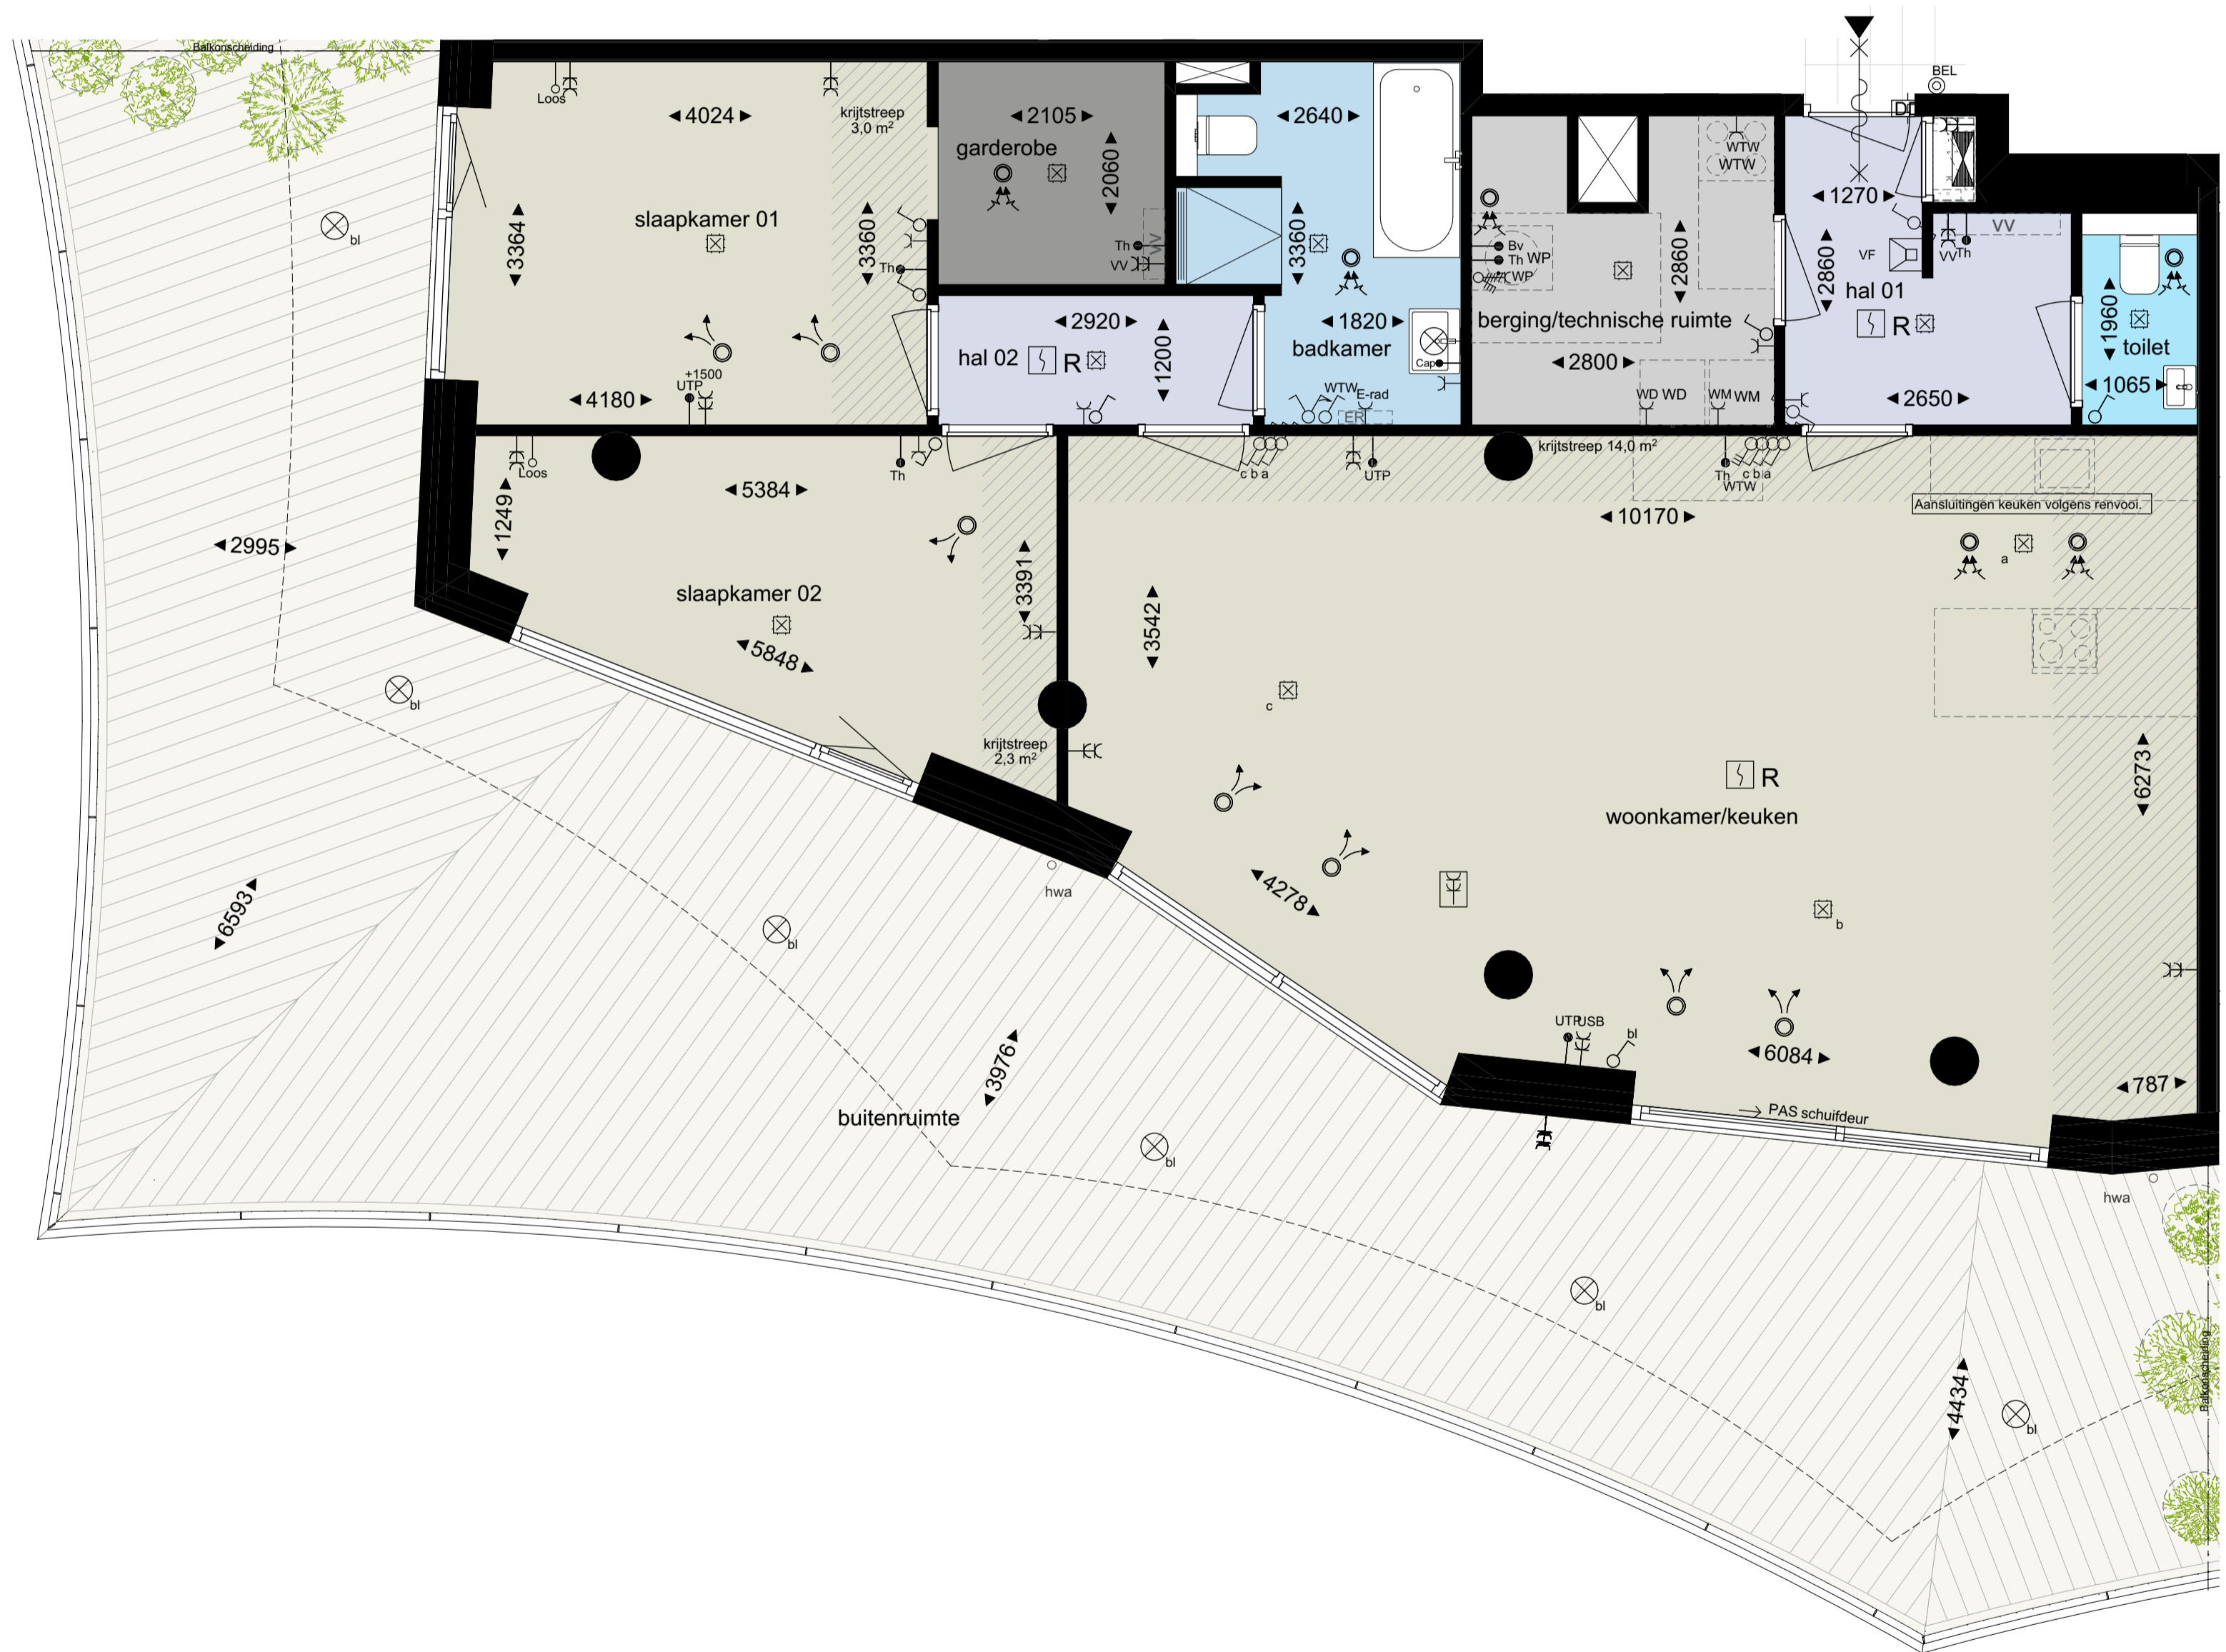 Balkonscheiding
BEL
Loos
4024
krijtstreep
3,0 m²
2105
garderobe
2060
2640
WTW
WTW
1270
slaapkamer 01
3364
3360
Th
Th
VV
VV
3360
Bv
Th WP
WP
2860
2860
VF
VV
Th
VV
hal 01
R
1960
toilet
1065
2650
bl
hal 02
R
2920
1200
1820
badkamer
Cap
WTW
E-rad
ER
berging/technische ruimte
2800
WD WD
WM WM
+1500
UTP
4180
Loos
Th
c b a
UTP
krijtstreep 14,0 m²
Th
c b a
WTW
Aansluitingen keuken volgens renvooi.
1249
5384
10170
2995
3391
3542
a
slaapkamer 02
5848
bl
c
krijtstreep
2,3 m²
R
woonkamer/keuken
6273
hwa
4278
b
6593
bl
UTP
USB
bl
6084
787
PAS schuifdeur
3976
buitenruimte
bl
hwa
bl
Balkonscheiding
4434
bl